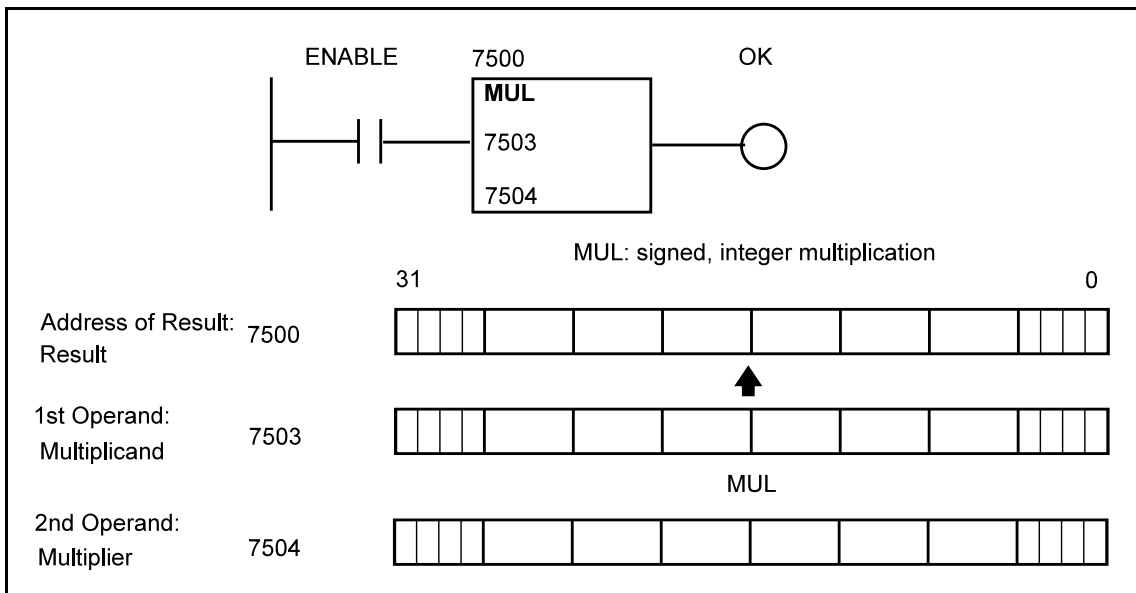 ENABLE 7500 OK
MUL
7503
7504
MUL: signed, integer multiplication
31 0
Address of Result: 7500
Result
1st Operand: 7503
Multiplicand
MUL
2nd Operand: 7504
Multiplier